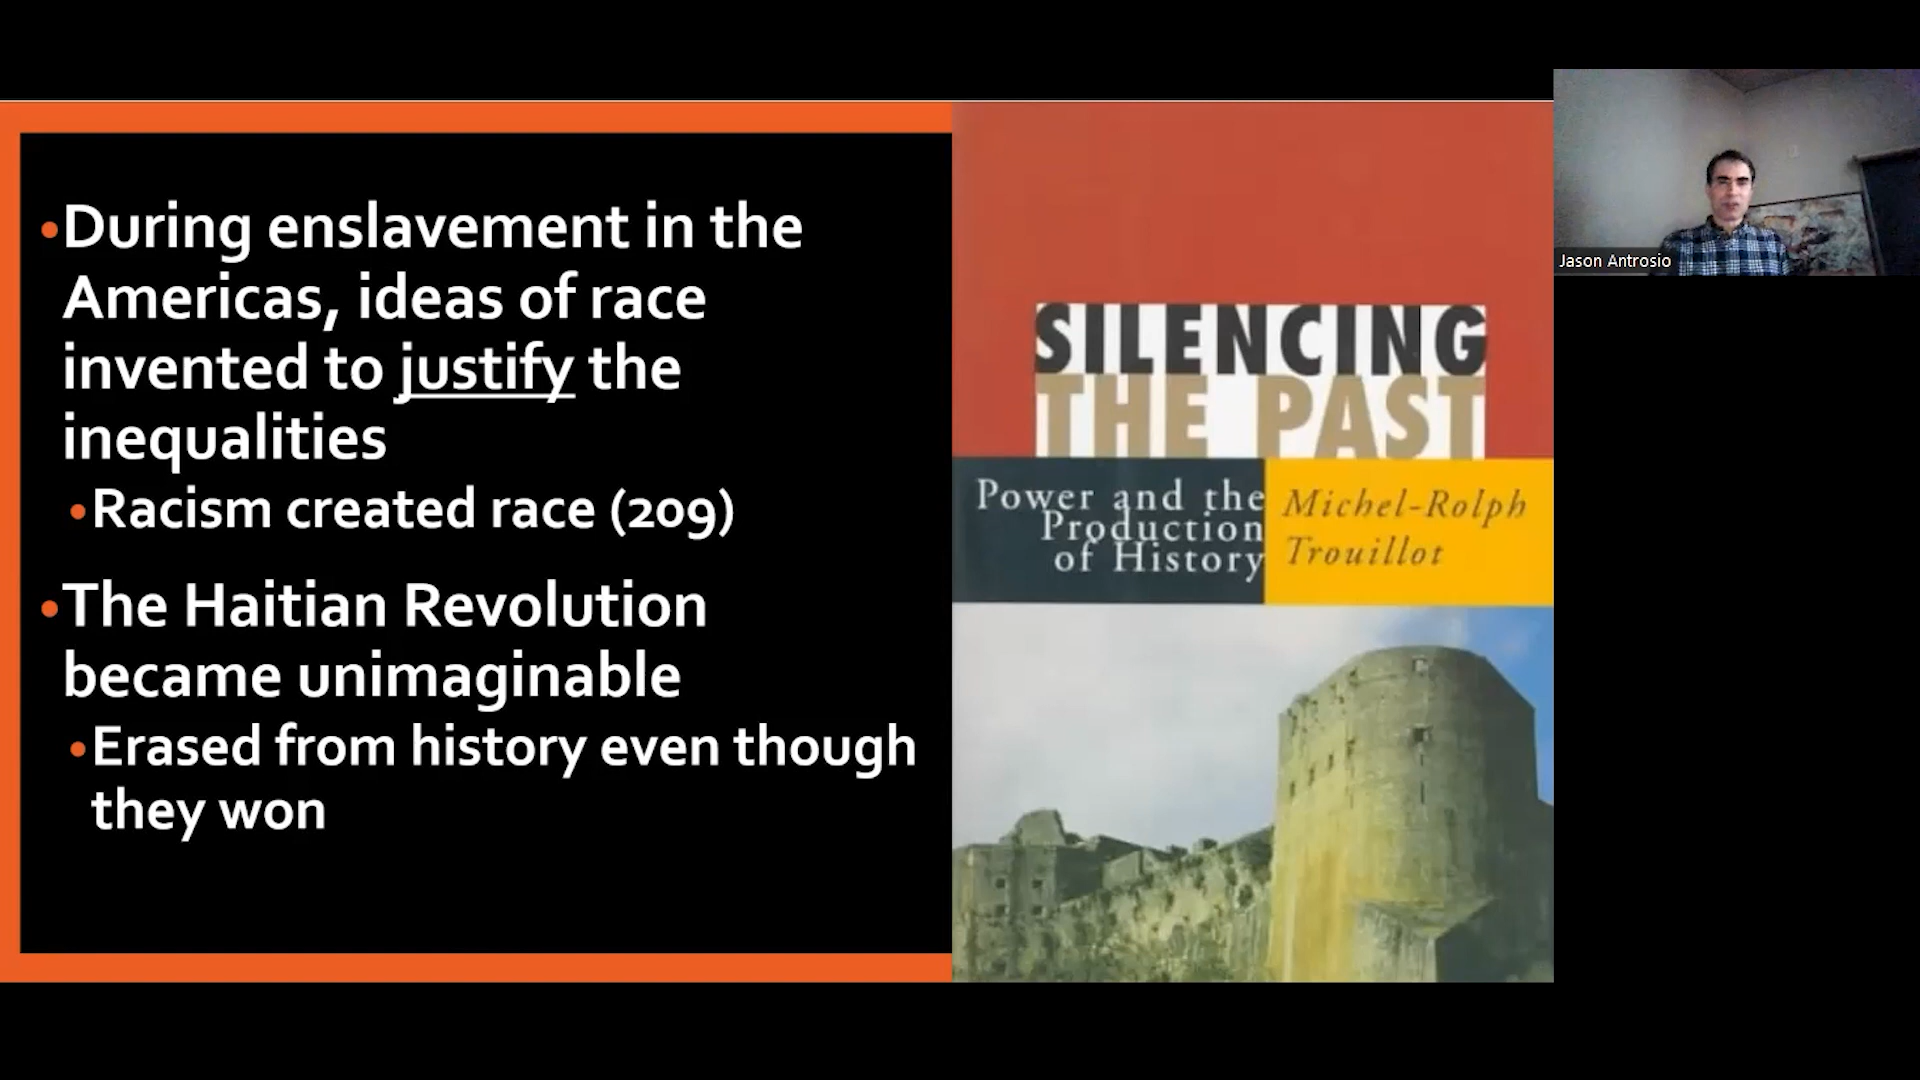 •During enslavement in the
Americas, ideas of race
invented to justify the
inequalities
•Racism created race (209)
•The Haitian Revolution
became unimaginable
•Erased from history even though
they won
SILENCING
THE PAST
Power and the
Production
of History
Michel-Rolph
Trouillot
Jason Antrosio